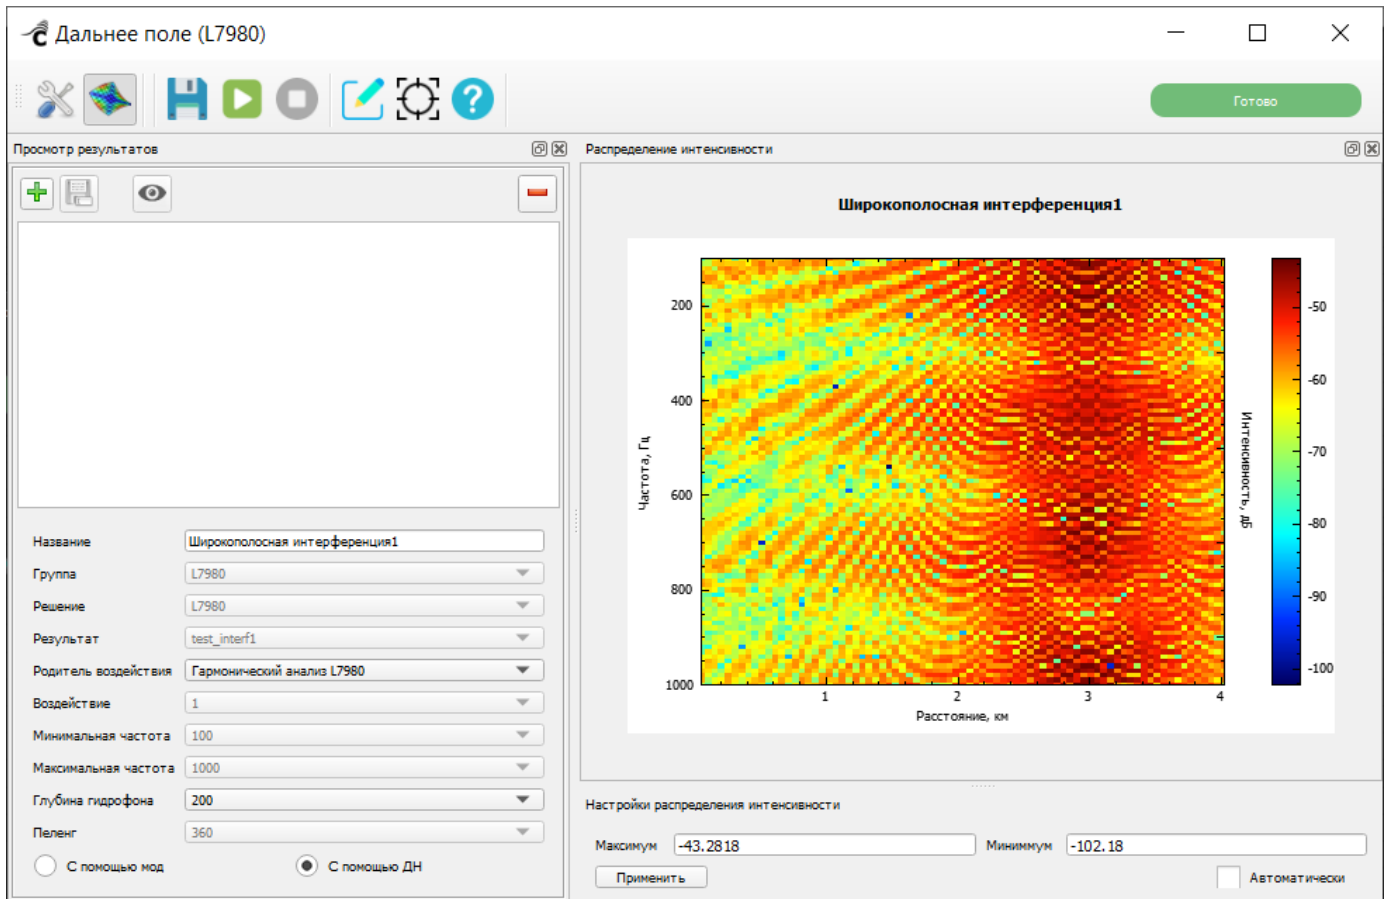 Дальнее поле (L7980)
Готово
Просмотр результатов
Распределение интенсивности
Широкополосная интерференция1
200
400
600
800
1000
Частота, Гц
1
2
3
4
Расстояние, км
-50
-60
-70
-80
-90
-100
Интенсивность, дБ
Название Широкополосная интерференция1
Группа L7980
Решение L7980
Результат test_interf1
Родитель воздействия Гармонический анализ L7980
Воздействие 1
Минимальная частота 100
Максимальная частота 1000
Глубина гидрофона 200
Пеленг 360
С помощью мод С помощью ДН
Настройки распределения интенсивности
Максимум -43.2818 Миниммум -102.18
Применить Автоматически